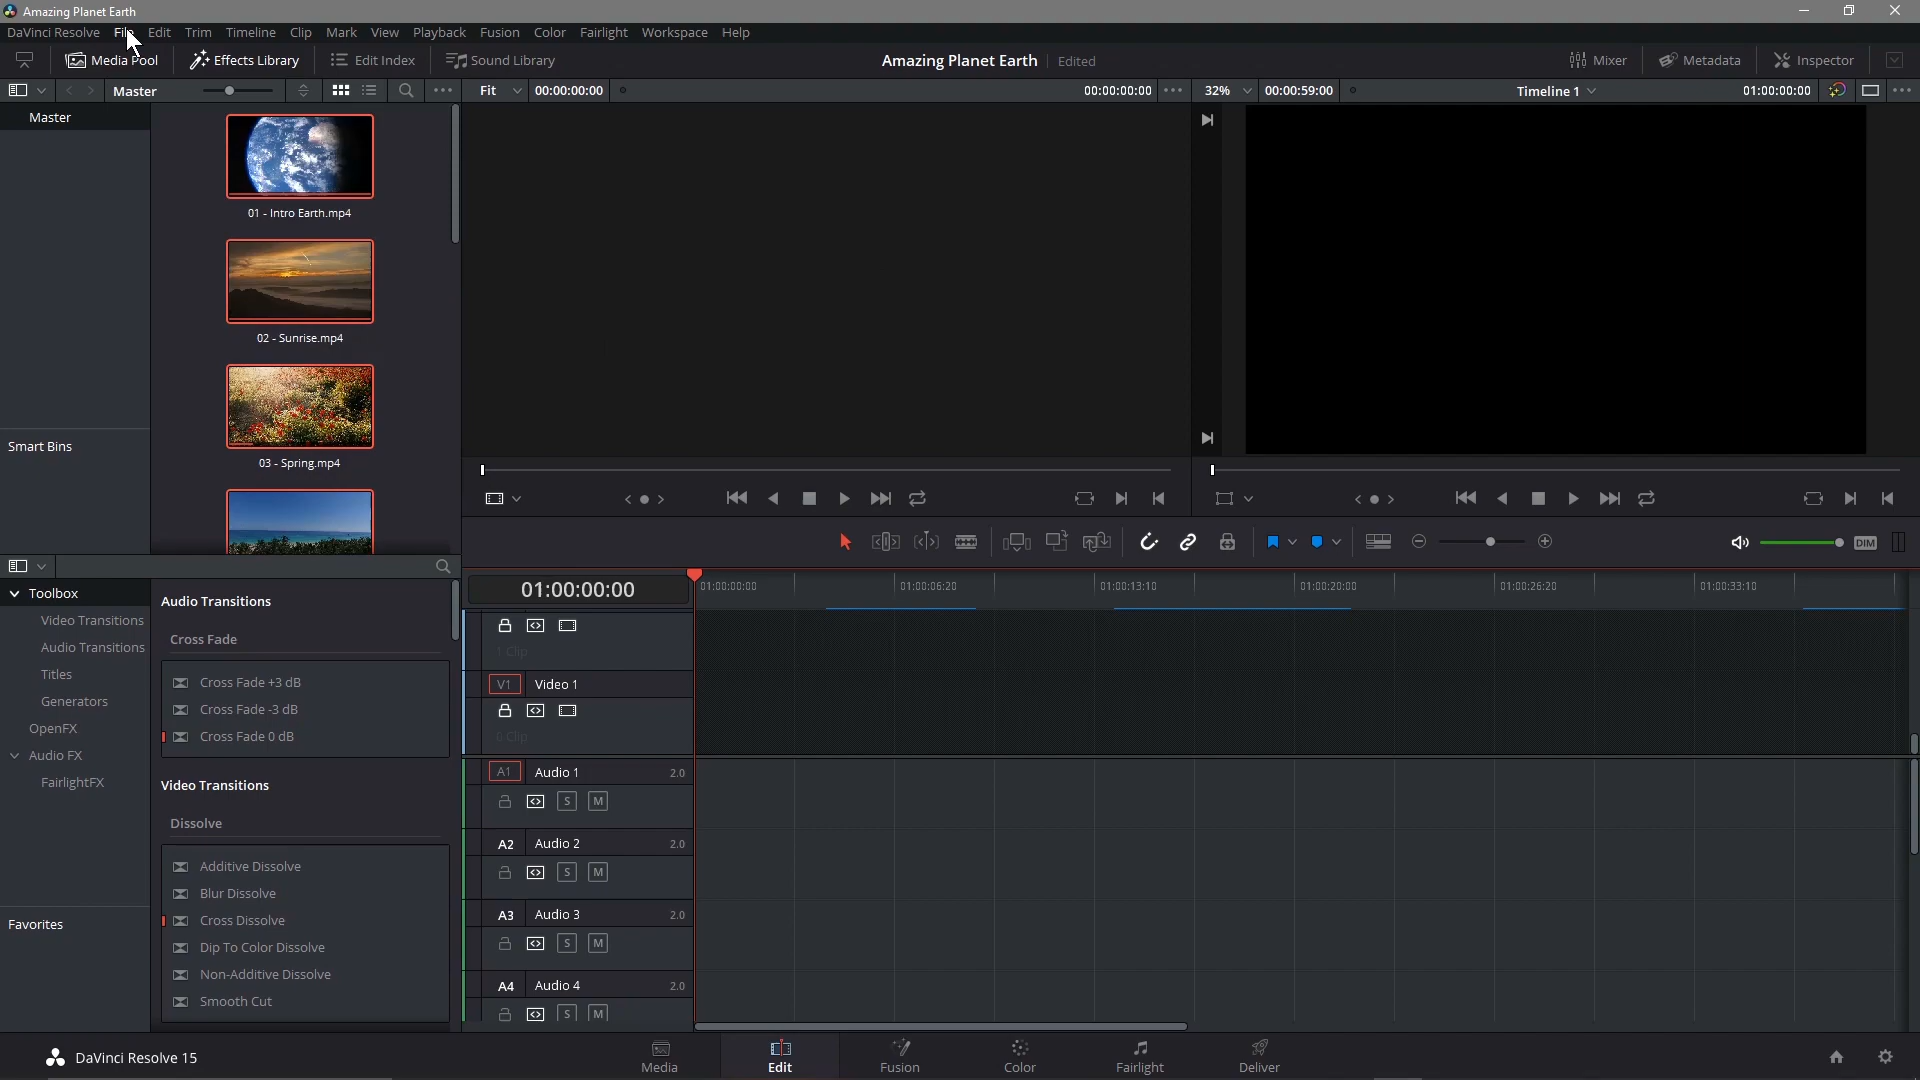 Amazing Planet Earth
DaVinci Resolve File Edit Trim Timeline Clip Mark View Playback Fusion Color Fairlight Workspace Help
Media Pool Effects Library Edit Index Sound Library Amazing Planet Earth Edited Mixer Metadata Inspector
Master Fit 00:00:00:00 00:00:00:00 32% 00:00:59:00 Timeline 1 01:00:00:00
Master
01 - Intro Earth.mp4
02 - Sunrise.mp4
Smart Bins
03 - Spring.mp4
DIM
Toolbox
Video Transitions
Audio Transitions
Titles
Generators
OpenFX
Audio FX
FairlightFX
Favorites
Audio Transitions
Cross Fade
Cross Fade +3 dB
Cross Fade -3 dB
Cross Fade 0 dB
Video Transitions
Dissolve
Additive Dissolve
Blur Dissolve
Cross Dissolve
Dip To Color Dissolve
Non-Additive Dissolve
Smooth Cut
01:00:00:00 01:00:00:00 01:00:06:20 01:00:13:10 01:00:20:00 01:00:26:20 01:00:33:10
1 Clip
V1 Video 1
0 Clip
A1 Audio 1 2.0
S M
A2 Audio 2 2.0
S M
A3 Audio 3 2.0
S M
A4 Audio 4 2.0
S M
DaVinci Resolve 15 Media Edit Fusion Color Fairlight Deliver